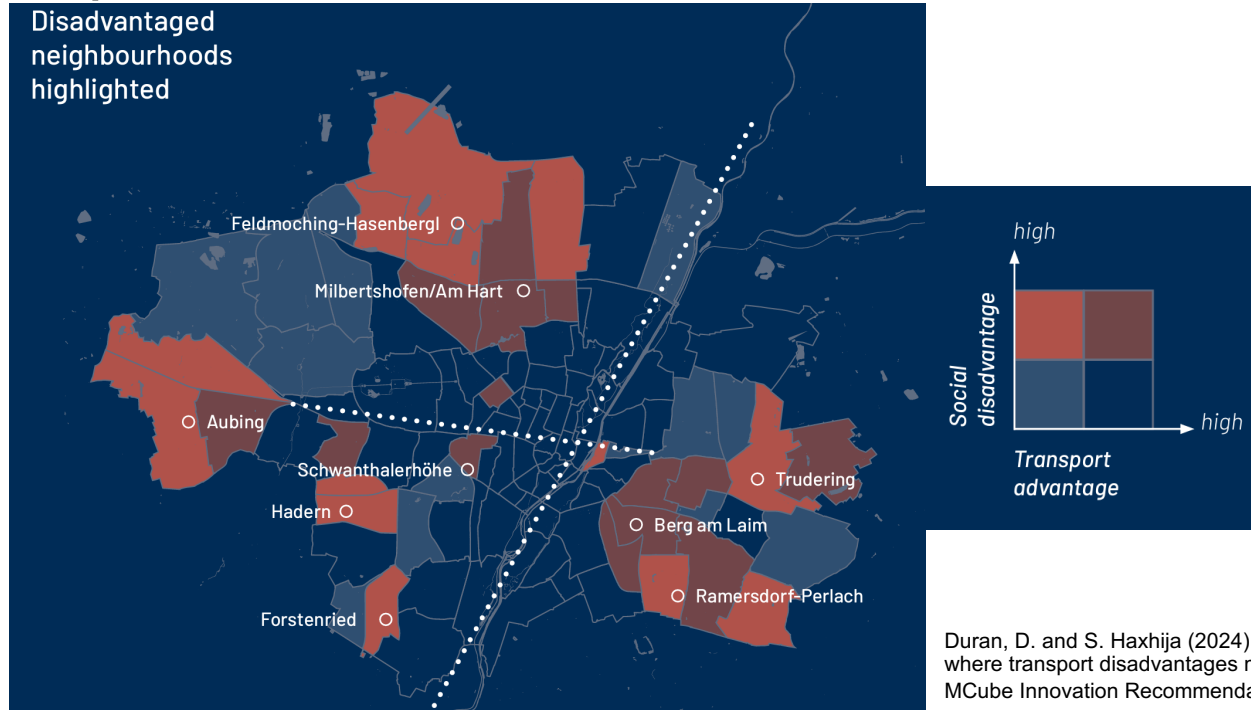 Disadvantaged
neighbourhoods
highlighted
Feldmoching-Hasenbergl
Milbertshofen/Am Hart
Aubing
Schwanthalerhöhe
Hadern
Trudering
Berg am Laim
Ramersdorf-Perlach
Forstenried
high
Social
disadvantage
high
Transport
advantage
Duran, D. and S. Haxhija (2024)
where transport disadvantages
MCube Innovation Recommenda